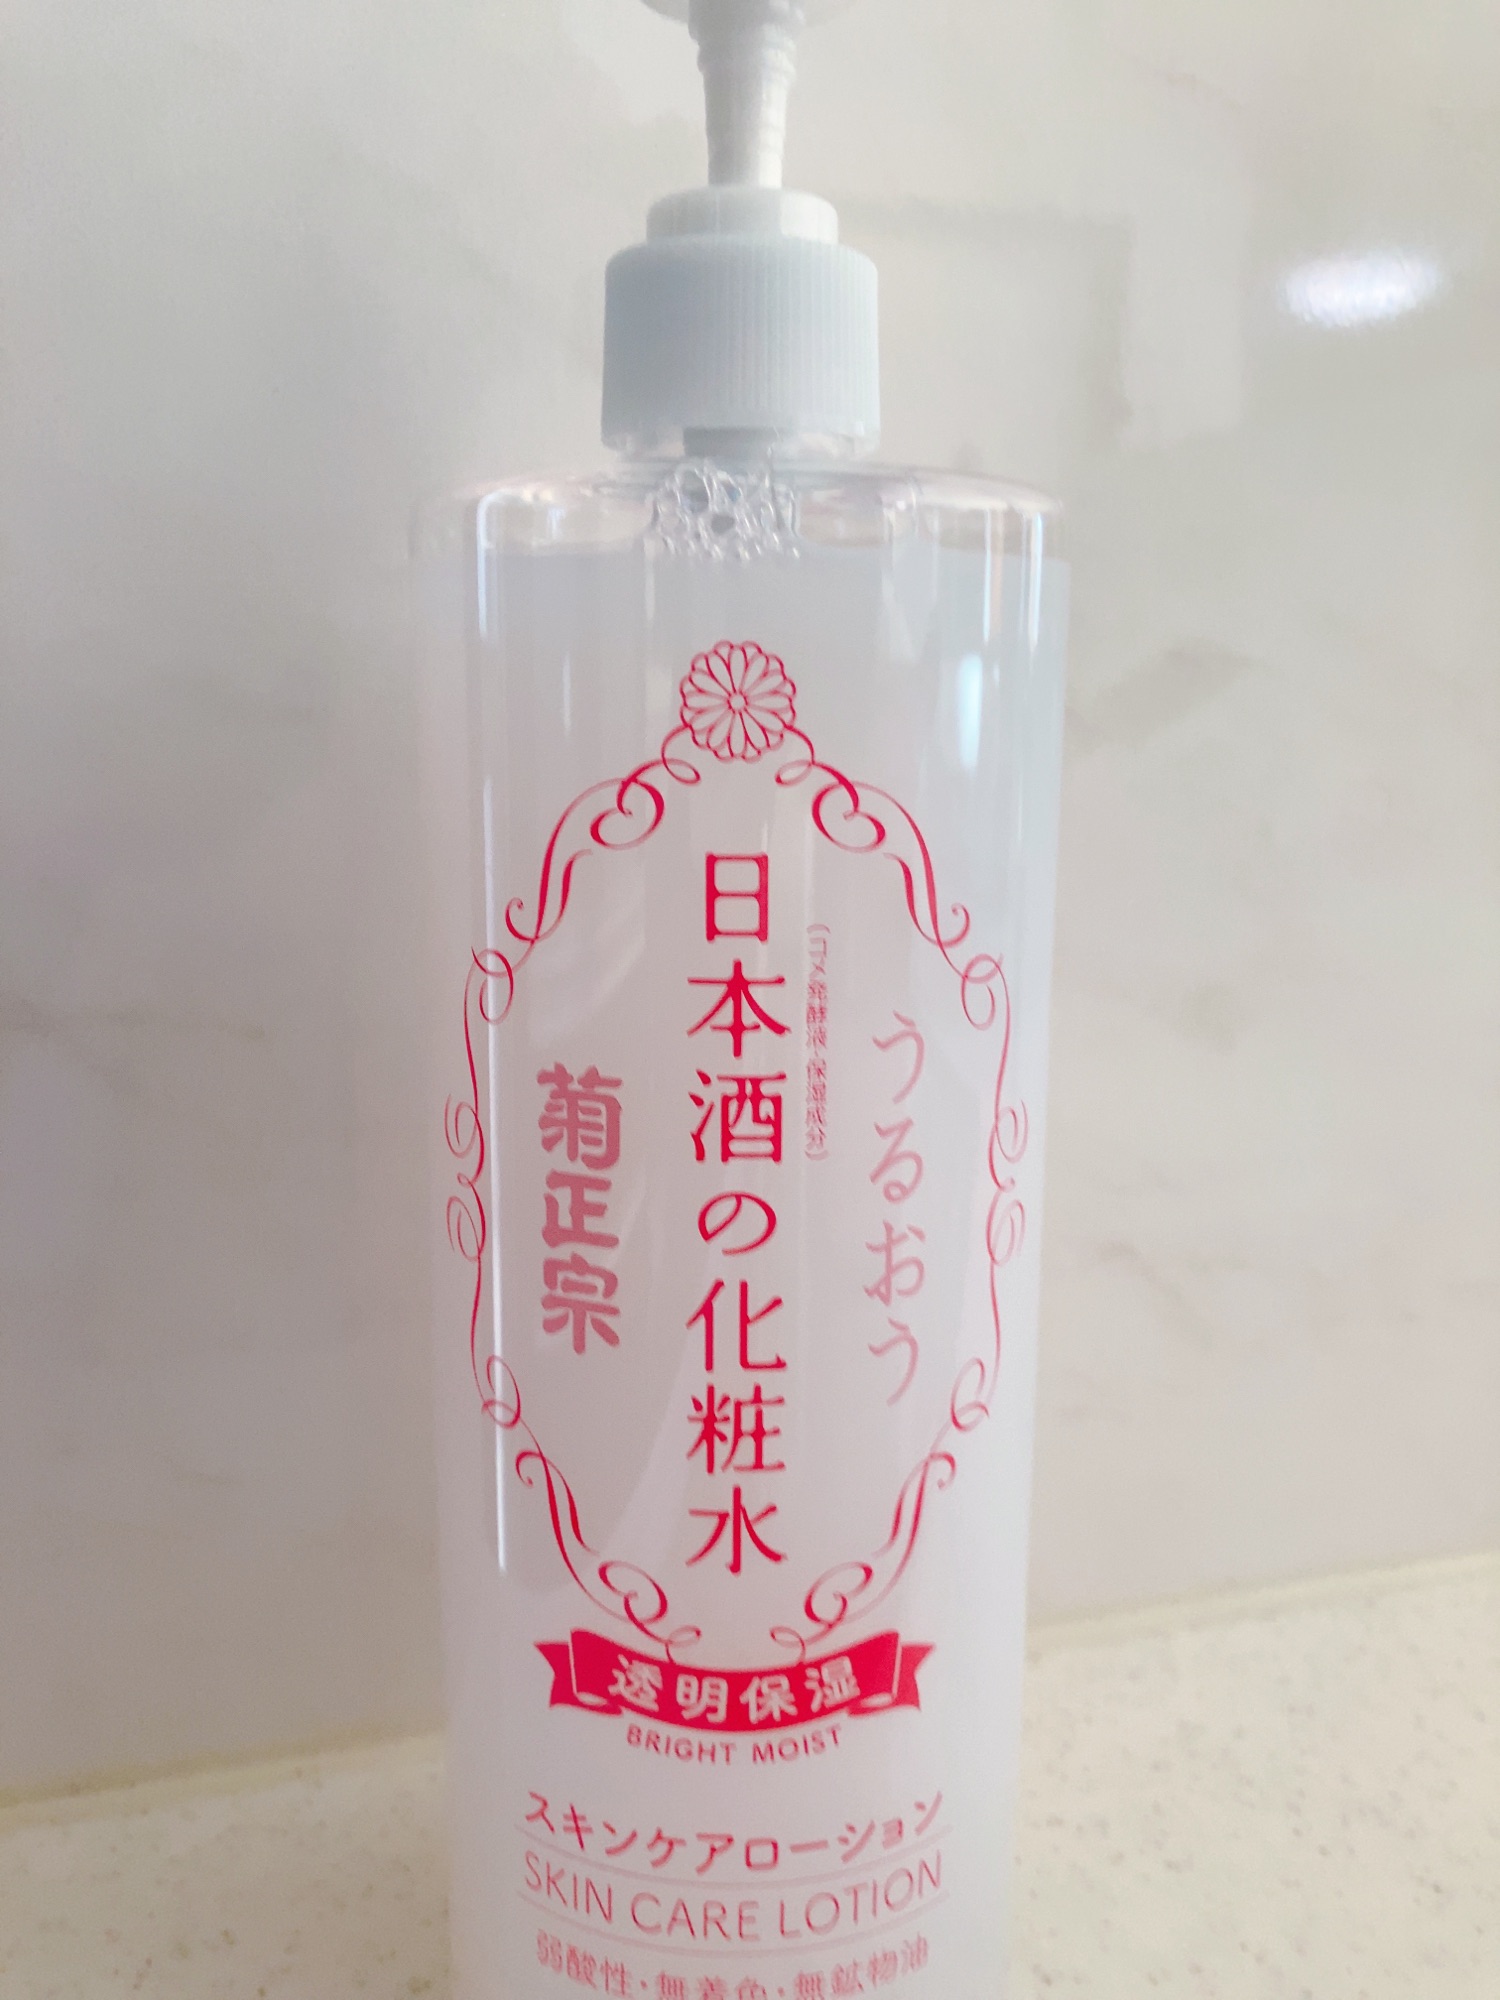 うるおう
日本酒の化粧水
(コメ発酵液・保湿成分)
菊正宗
透明保湿
BRIGHT MOIST
スキンケアローション
SKIN CARE LOTION
弱酸性・無着色・無鉱物油